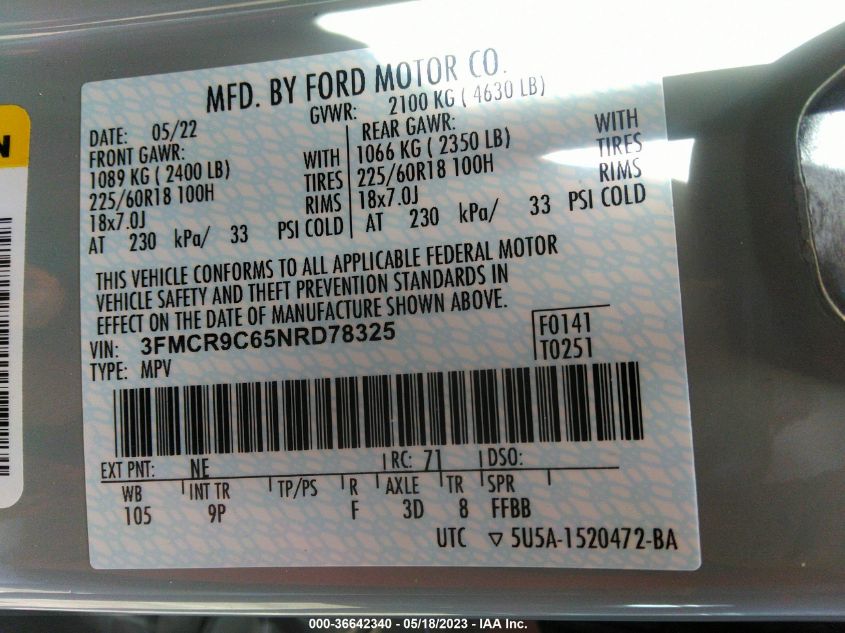 MFD. BY FORD MOTOR CO.
DATE: 05/22 GVWR: 2100 KG ( 4630 LB)
FRONT GAWR: REAR GAWR:
1089 KG ( 2400 LB) WITH 1066 KG ( 2350 LB) WITH
225/60R18 100H TIRES 225/60R18 100H TIRES
18x7.0J RIMS 18x7.0J RIMS
AT 230 kPa/ 33 PSI COLD AT 230 kPa/ 33 PSI COLD
THIS VEHICLE CONFORMS TO ALL APPLICABLE FEDERAL MOTOR
VEHICLE SAFETY AND THEFT PREVENTION STANDARDS IN
EFFECT ON THE DATE OF MANUFACTURE SHOWN ABOVE.
VIN: 3FMCR9C65NRD78325 F0141
TYPE: MPV T0251
EXT PNT: NE RC: 71 DSO:
WB INT TR TP/PS R AXLE TR SPR
105 9P F 3D 8 FFBB
UTC ▽ 5U5A-1520472-BA
N
000-36642340 - 05/18/2023 - IAA Inc.